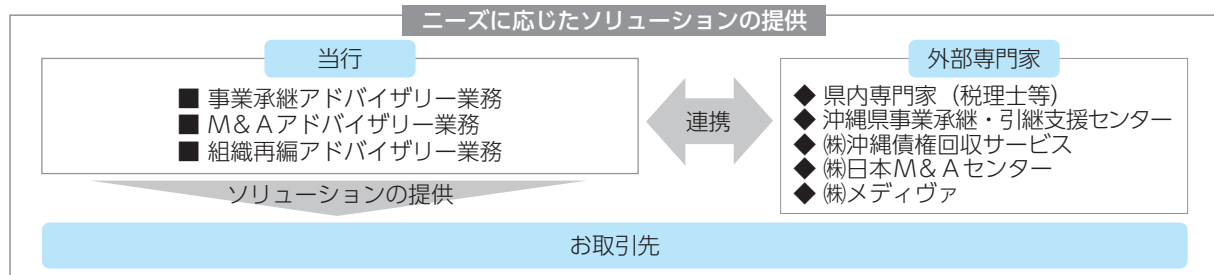 ニーズに応じたソリューションの提供
当行
■ 事業承継アドバイザリー業務
■ M&Aアドバイザリー業務
■ 組織再編アドバイザリー業務
連携
外部専門家
◆ 県内専門家（税理士等）
◆ 沖縄県事業承継・引継支援センター
◆ ㈱沖縄債権回収サービス
◆ ㈱日本M&Aセンター
◆ ㈱メディヴァ
ソリューションの提供
お取引先